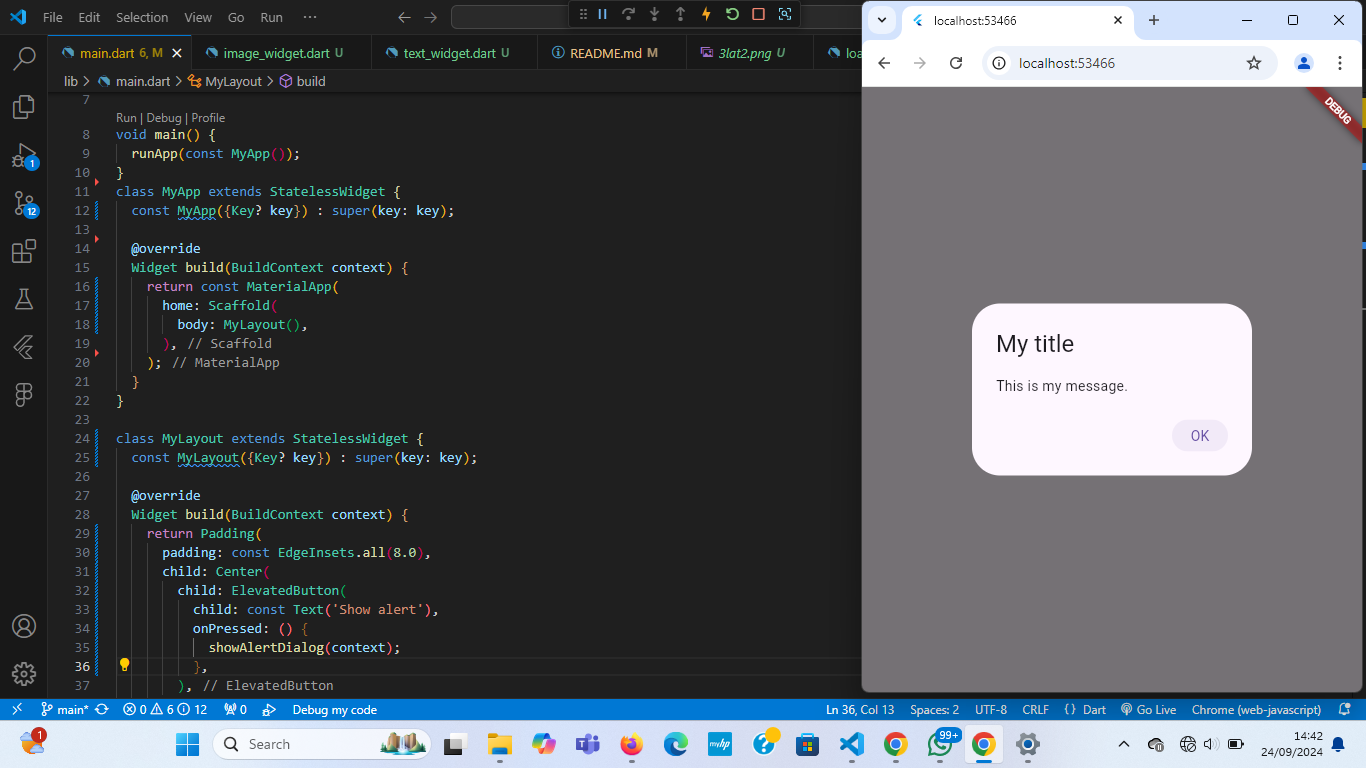 File Edit Selection View Go Run ···
main.dart 6, M
image_widget.dart U
text_widget.dart U
README.md M
3lat2.png U
loa
lib > main.dart > MyLayout > build
7
Run | Debug | Profile
8 void main() {
9 runApp(const MyApp());
10 }
11 class MyApp extends StatelessWidget {
12 const MyApp({Key? key}) : super(key: key);
13
14 @override
15 Widget build(BuildContext context) {
16 return const MaterialApp(
17 home: Scaffold(
18 body: MyLayout(),
19 ), // Scaffold
20 ); // MaterialApp
21 }
22 }
23
24 class MyLayout extends StatelessWidget {
25 const MyLayout({Key? key}) : super(key: key);
26
27 @override
28 Widget build(BuildContext context) {
29 return Padding(
30 padding: const EdgeInsets.all(8.0),
31 child: Center(
32 child: ElevatedButton(
33 child: const Text('Show alert'),
34 onPressed: () {
35 showAlertDialog(context);
36 },
37 ), // ElevatedButton
1
12
localhost:53466
localhost:53466
DEBUG
My title
This is my message.
OK
main* 0 6 12 0 Debug my code
Ln 36, Col 13 Spaces: 2 UTF-8 CRLF {} Dart Go Live Chrome (web-javascript)
1
Search
myhp
99+
14:42
24/09/2024